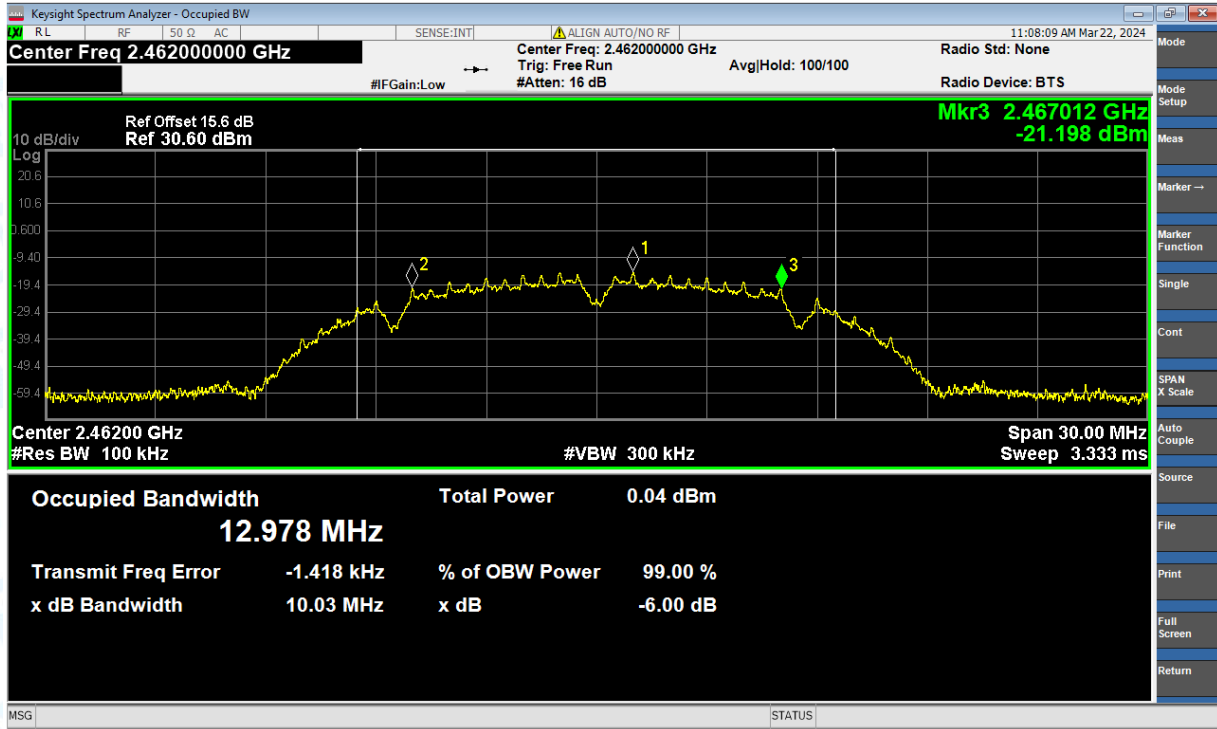 Keysight Spectrum Analyzer - Occupied BW
LXI RL RF 50 Ω AC SENSE:INT ALIGN AUTO/NO RF 11:08:09 AM Mar 22, 2024
Center Freq 2.462000000 GHz
Center Freq: 2.462000000 GHz
Radio Std: None
Trig: Free Run
Avg|Hold: 100/100
#IFGain:Low
#Atten: 16 dB
Radio Device: BTS
Mkr3 2.467012 GHz
-21.198 dBm
Ref Offset 15.6 dB
10 dB/div
Ref 30.60 dBm
Log
20.6
10.6
0.600
-9.40
-19.4
-29.4
-39.4
-49.4
-59.4
1
2
3
Center 2.46200 GHz
Span 30.00 MHz
#Res BW 100 kHz
#VBW 300 kHz
Sweep 3.333 ms
Occupied Bandwidth
Total Power 0.04 dBm
12.978 MHz
Transmit Freq Error -1.418 kHz
% of OBW Power 99.00 %
x dB Bandwidth 10.03 MHz
x dB -6.00 dB
MSG
STATUS
Mode
Mode
Setup
Meas
Marker →
Marker
Function
Single
Cont
SPAN
X Scale
Auto
Couple
Source
File
Print
Full
Screen
Return